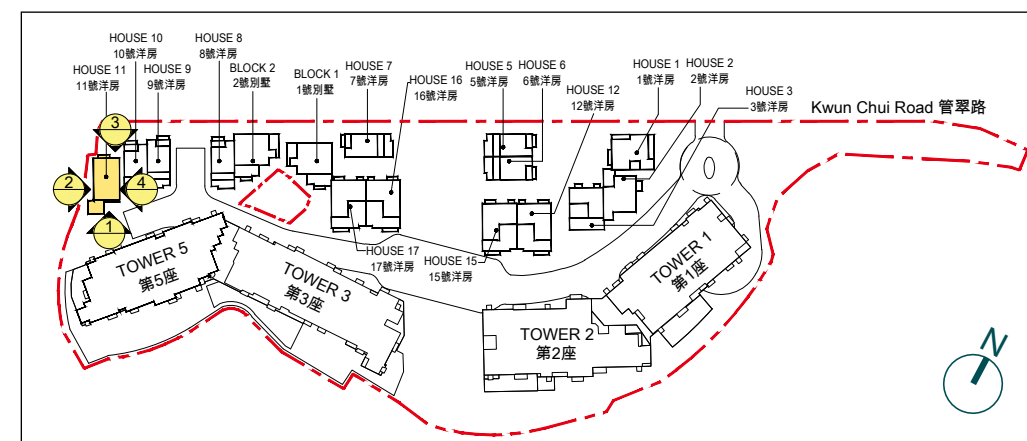 HOUSE 10
10號洋房
HOUSE 8
8號洋房
HOUSE 11
11號洋房
HOUSE 9
9號洋房
BLOCK 2
2號別墅
BLOCK 1
1號別墅
HOUSE 7
7號洋房
HOUSE 16
16號洋房
HOUSE 5
5號洋房
HOUSE 6
6號洋房
HOUSE 12
12號洋房
HOUSE 1
1號洋房
HOUSE 2
2號洋房
HOUSE 3
3號洋房
Kwun Chui Road 管翠路
3
2
4
1
HOUSE 17
17號洋房
HOUSE 15
15號洋房
TOWER 5
第5座
TOWER 3
第3座
TOWER 2
第2座
TOWER 1
第1座
N